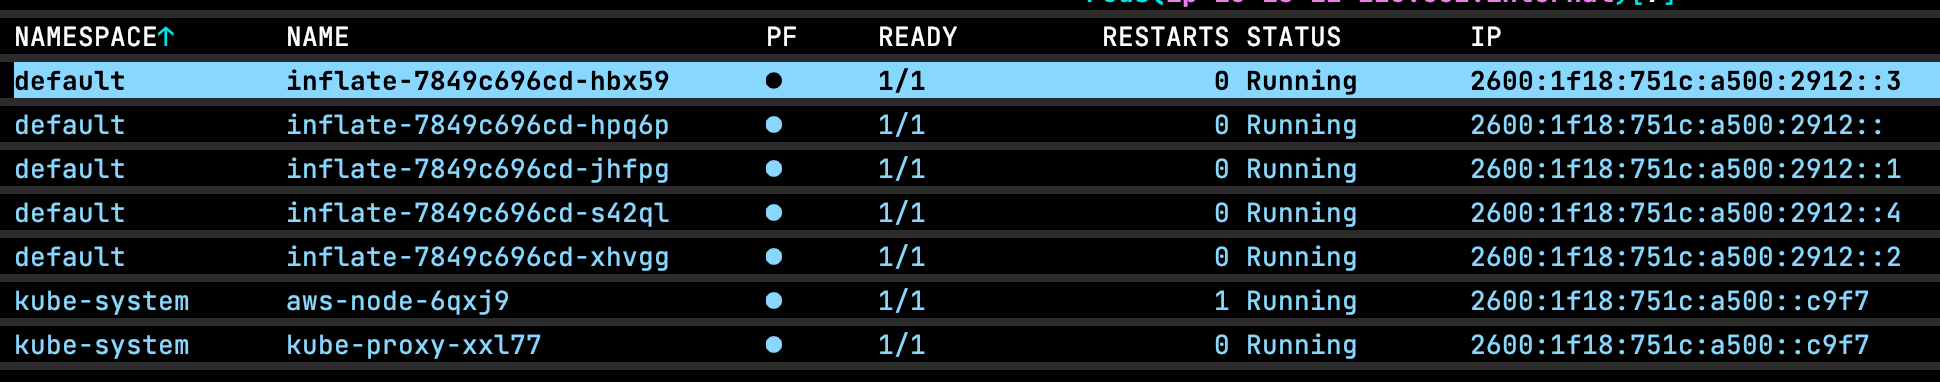 NAMESPACE↑ NAME PF READY RESTARTS STATUS IP
default inflate-7849c696cd-hbx59 ● 1/1 0 Running 2600:1f18:751c:a500:2912::3
default inflate-7849c696cd-hpq6p ● 1/1 0 Running 2600:1f18:751c:a500:2912::
default inflate-7849c696cd-jhfpg ● 1/1 0 Running 2600:1f18:751c:a500:2912::1
default inflate-7849c696cd-s42ql ● 1/1 0 Running 2600:1f18:751c:a500:2912::4
default inflate-7849c696cd-xhvgg ● 1/1 0 Running 2600:1f18:751c:a500:2912::2
kube-system aws-node-6qxj9 ● 1/1 1 Running 2600:1f18:751c:a500::c9f7
kube-system kube-proxy-xxl77 ● 1/1 0 Running 2600:1f18:751c:a500::c9f7